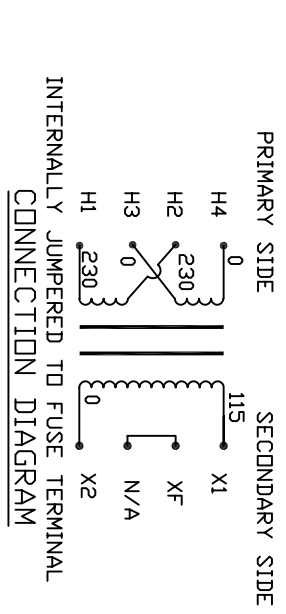 PRIMARY SIDE
SECONDARY SIDE
H4
0
115
X1
H2
230
XF
H3
0
N/A
H1
230
0
X2
INTERNALLY JUMPERED TO FUSE TERMINAL
CONNECTION DIAGRAM